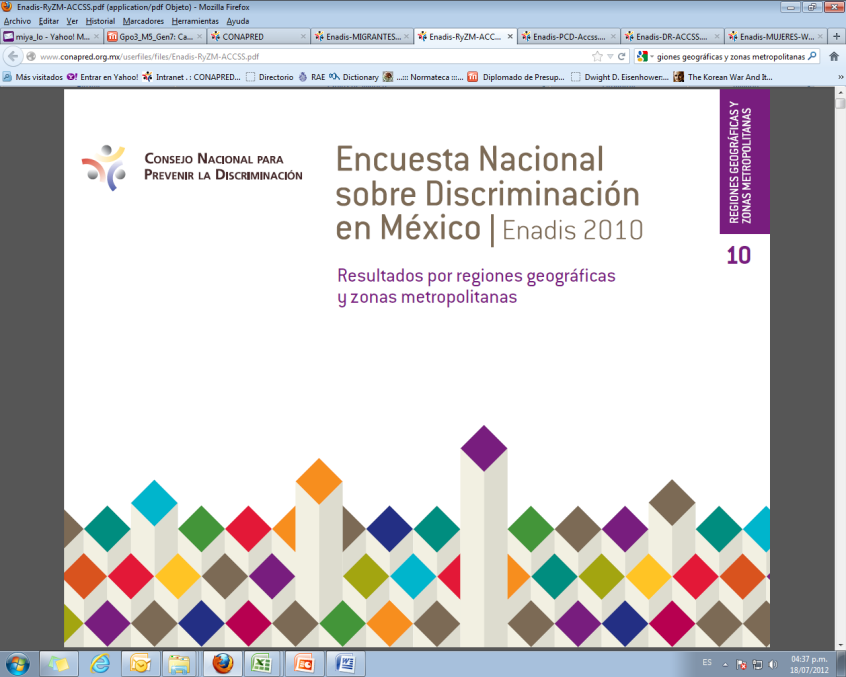 Enadis-RyZM-ACCSS.pdf (application/pdf Objeto) - Mozilla Firefox
Archivo Editar Ver Historial Marcadores Herramientas Ayuda
miya_lo - Yahoo! M... Gpo3_M5_Gen7: Ca... CONAPRED Enadis-MIGRANTES... Enadis-RyZM-ACC... Enadis-PCD-Accss.... Enadis-DR-ACCSS.... Enadis-MUJERES-W...
www.conapred.org.mx/userfiles/files/Enadis-RyZM-ACCSS.pdf giones geográficas y zonas metropolitanas
Más visitados Entrar en Yahoo! Intranet . : CONAPRED... Directorio RAE Dictionary ...::: Normateca :::... Diplomado de Presup... Dwight D. Eisenhower... The Korean War And It...
CONSEJO NACIONAL PARA
PREVENIR LA DISCRIMINACIÓN
Encuesta Nacional
sobre Discriminación
en México | Enadis 2010
Resultados por regiones geográficas
y zonas metropolitanas
REGIONES GEOGRÁFICAS Y
ZONAS METROPOLITANAS
10
ES
04:37 p.m.
18/07/2012